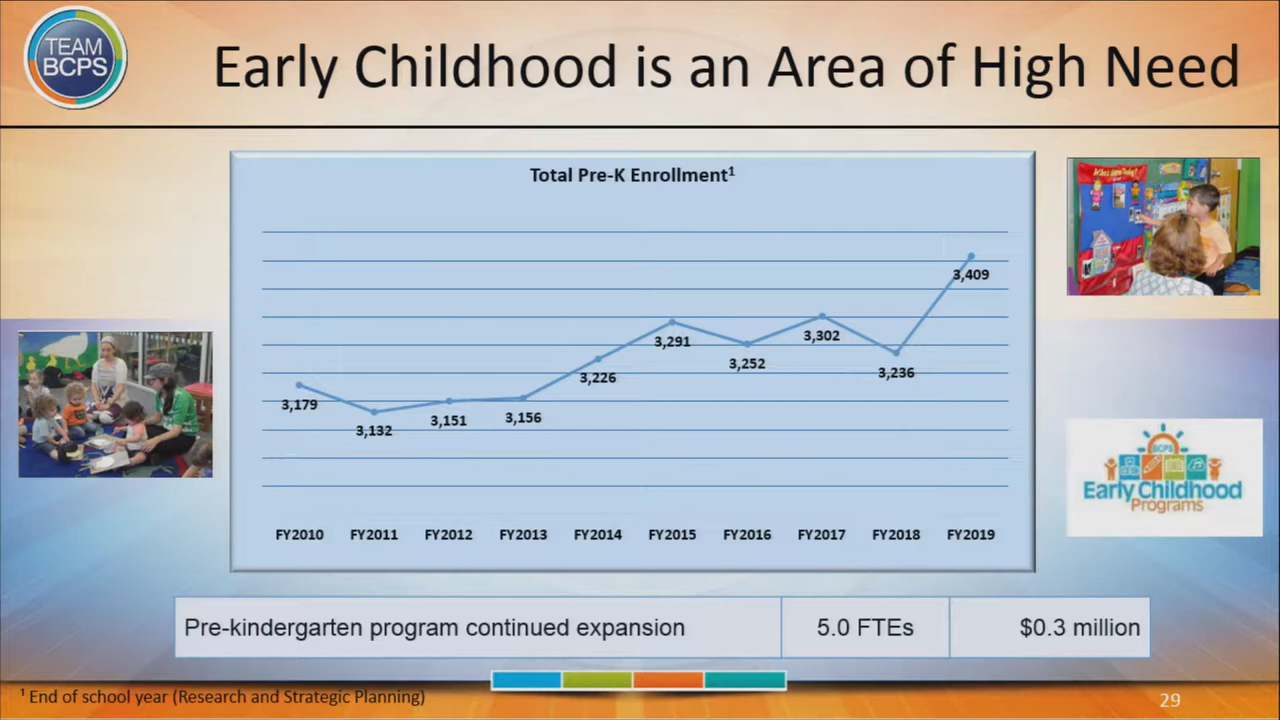 TEAM
BCPS
Early Childhood is an Area of High Need
Total Pre-K Enrollment¹
3,179
3,132
3,151
3,156
3,226
3,291
3,252
3,302
3,236
3,409
FY2010 FY2011 FY2012 FY2013 FY2014 FY2015 FY2016 FY2017 FY2018 FY2019
BCPS
Early Childhood
Programs
Pre-kindergarten program continued expansion 5.0 FTEs $0.3 million
¹ End of school year (Research and Strategic Planning)
29